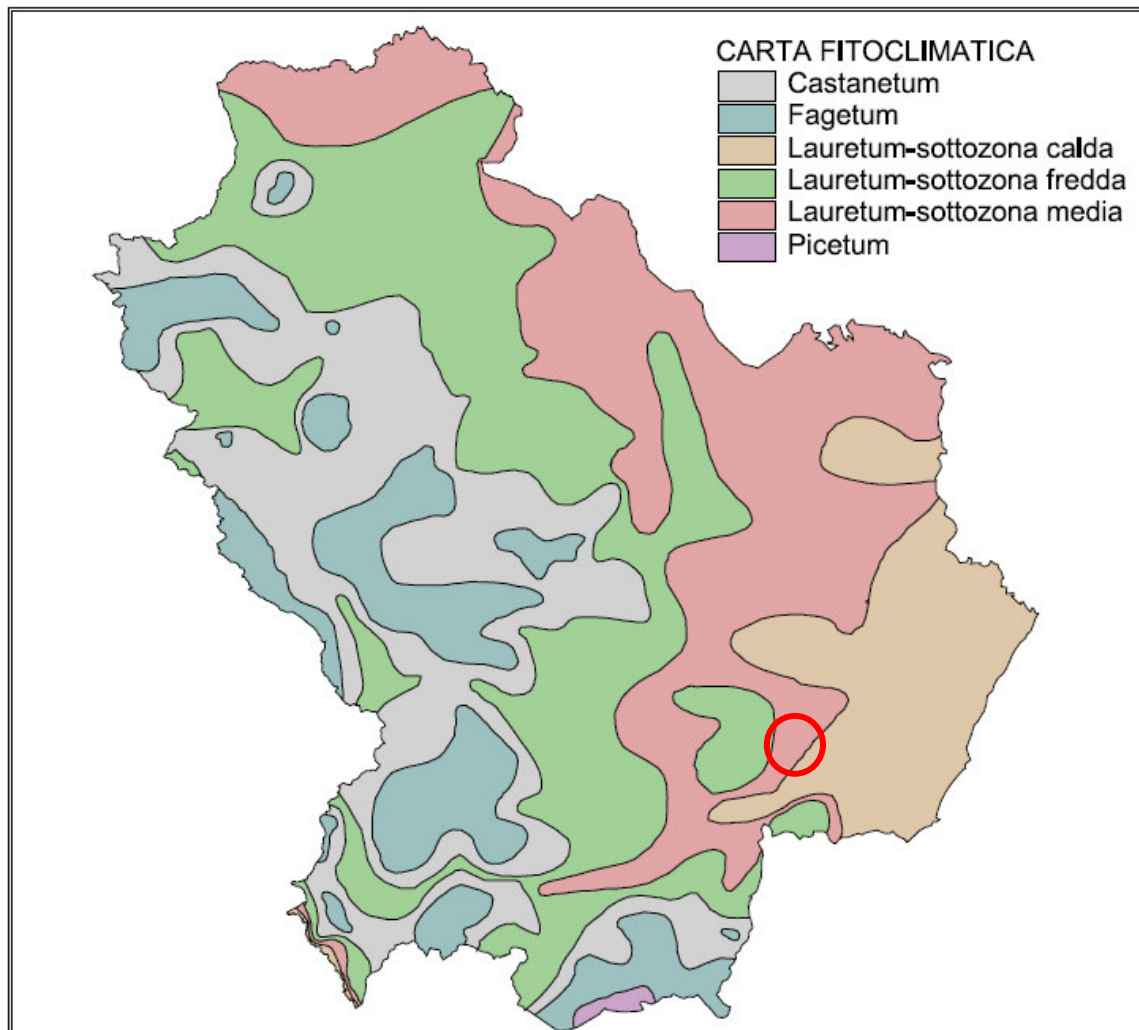 CARTA FITOCLIMATICA
Castanetum
Fagetum
Lauretum-sottozona calda
Lauretum-sottozona fredda
Lauretum-sottozona media
Picetum